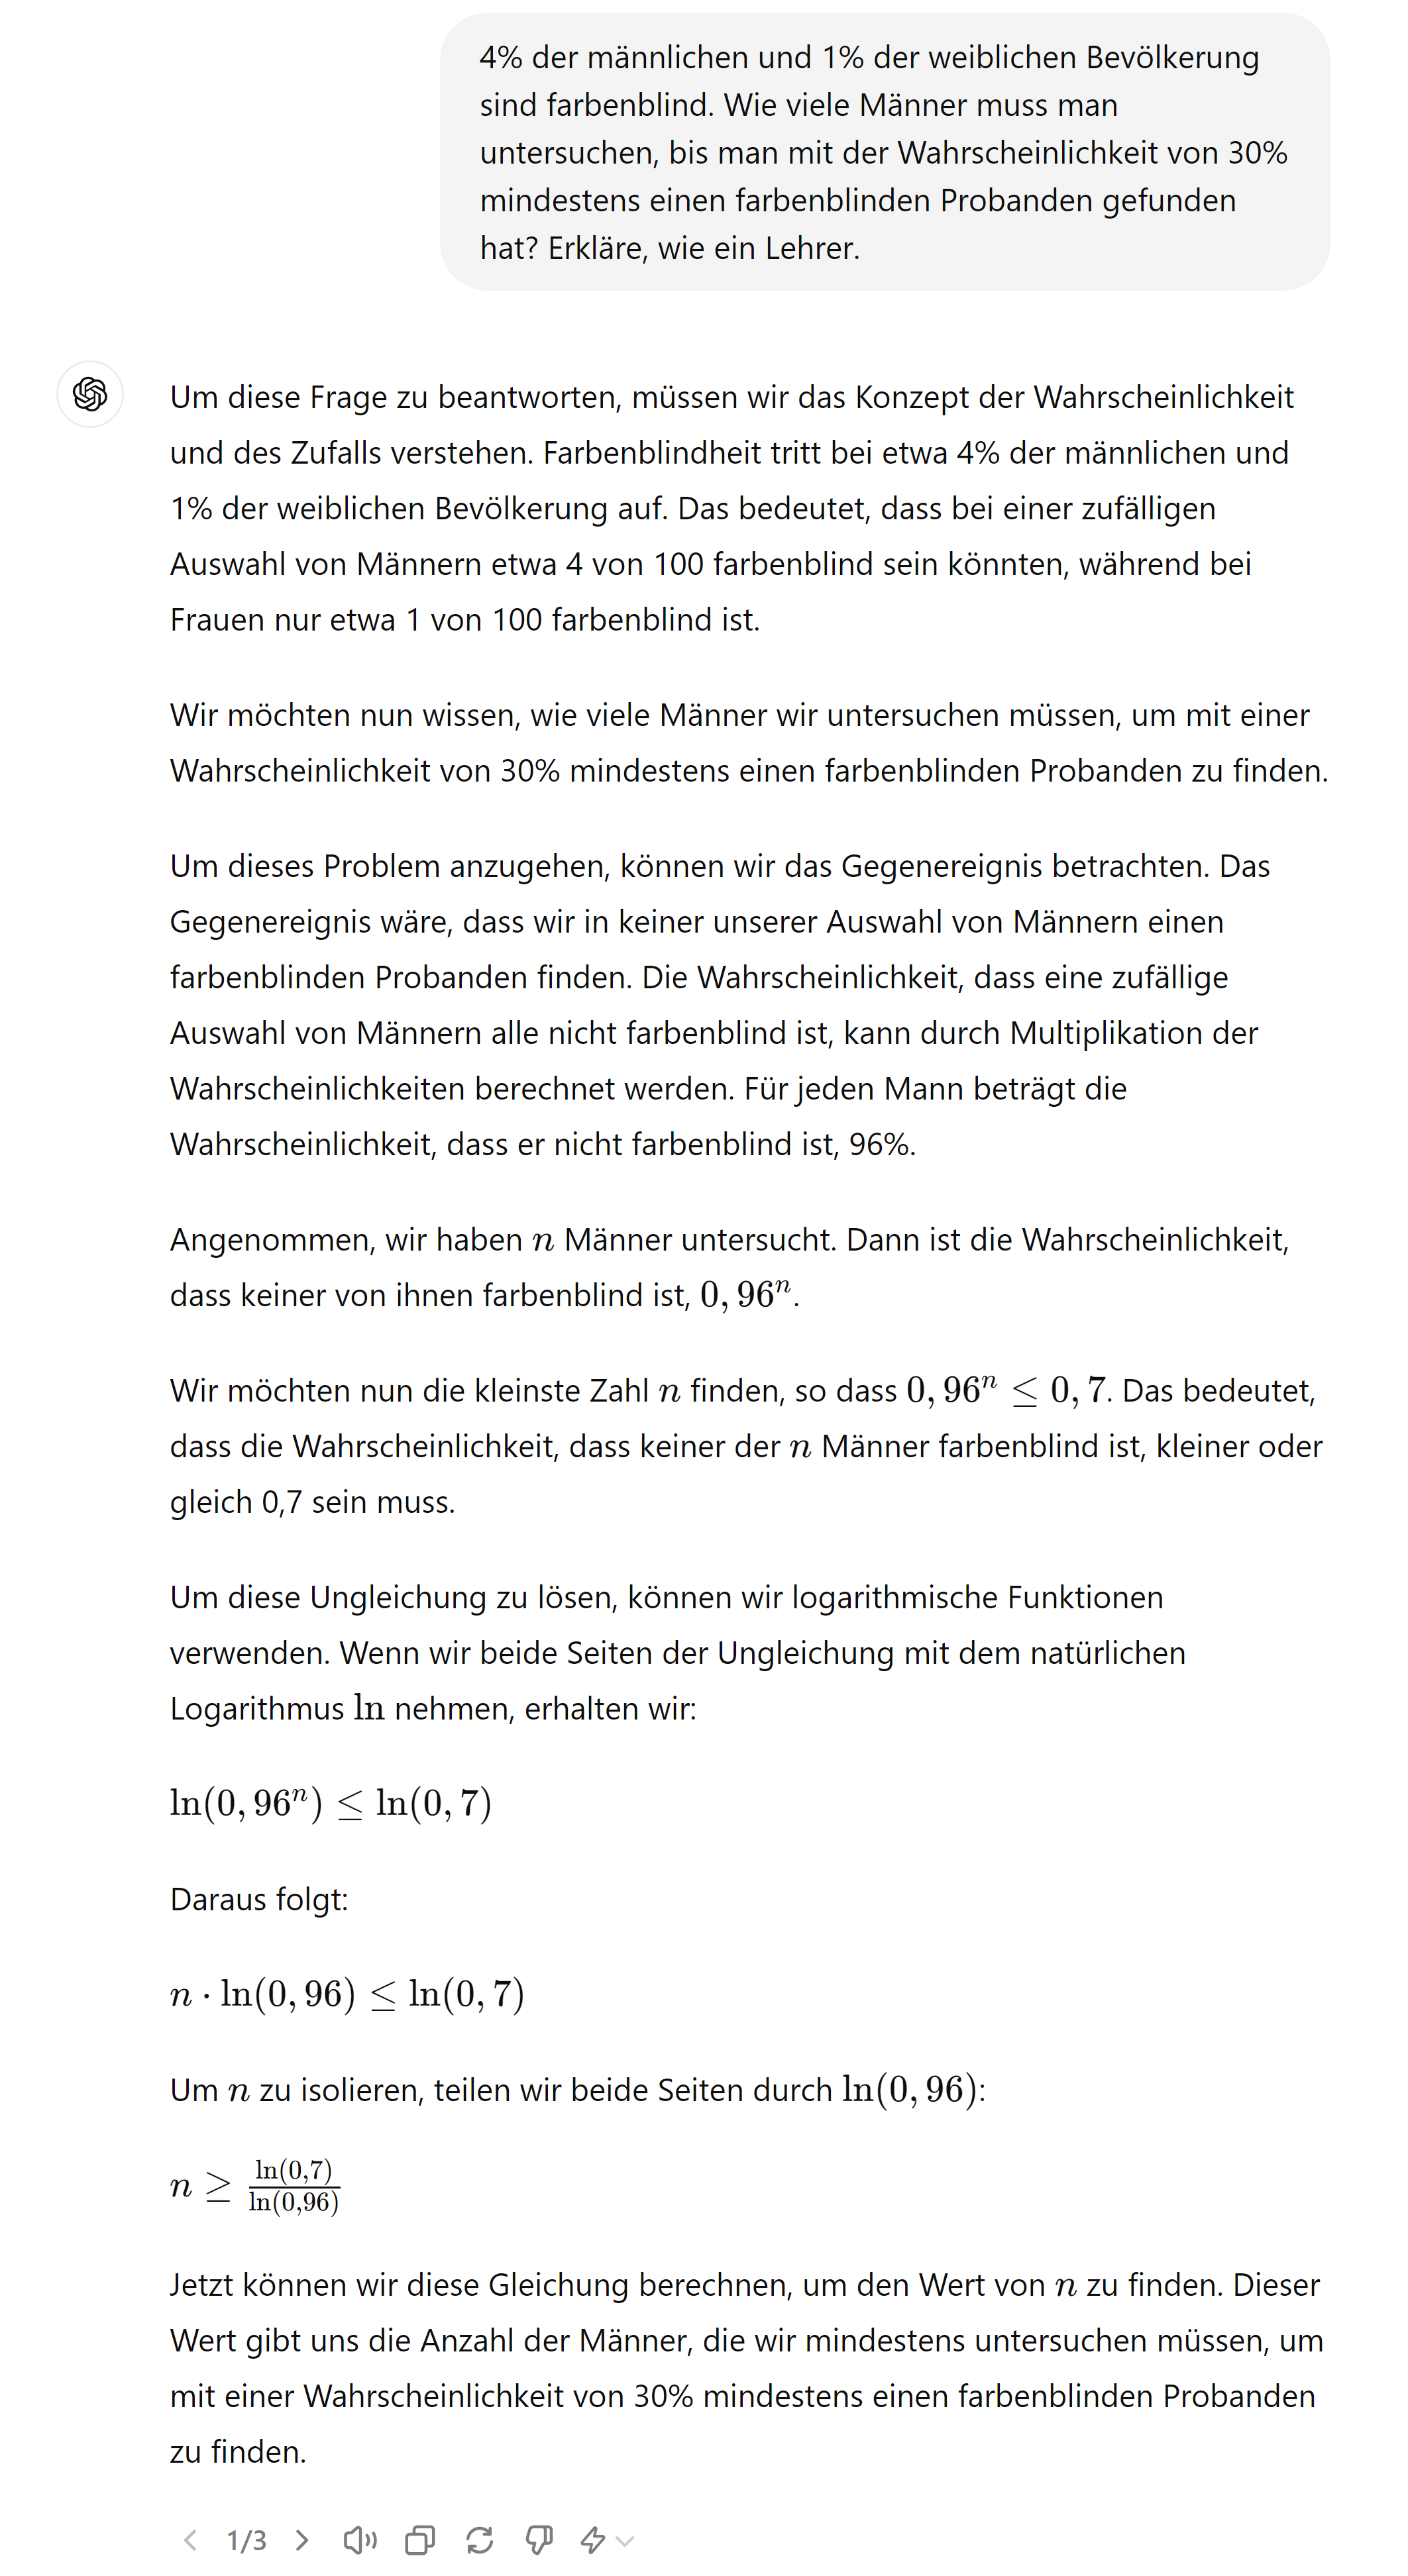 4% der männlichen und 1% der weiblichen Bevölkerung
sind farbenblind. Wie viele Männer muss man
untersuchen, bis man mit der Wahrscheinlichkeit von 30%
mindestens einen farbenblinden Probanden gefunden
hat? Erkläre, wie ein Lehrer.
Um diese Frage zu beantworten, müssen wir das Konzept der Wahrscheinlichkeit
und des Zufalls verstehen. Farbenblindheit tritt bei etwa 4% der männlichen und
1% der weiblichen Bevölkerung auf. Das bedeutet, dass bei einer zufälligen
Auswahl von Männern etwa 4 von 100 farbenblind sein könnten, während bei
Frauen nur etwa 1 von 100 farbenblind ist.
Wir möchten nun wissen, wie viele Männer wir untersuchen müssen, um mit einer
Wahrscheinlichkeit von 30% mindestens einen farbenblinden Probanden zu finden.
Um dieses Problem anzugehen, können wir das Gegenereignis betrachten. Das
Gegenereignis wäre, dass wir in keiner unserer Auswahl von Männern einen
farbenblinden Probanden finden. Die Wahrscheinlichkeit, dass eine zufällige
Auswahl von Männern alle nicht farbenblind ist, kann durch Multiplikation der
Wahrscheinlichkeiten berechnet werden. Für jeden Mann beträgt die
Wahrscheinlichkeit, dass er nicht farbenblind ist, 96%.
Angenommen, wir haben n Männer untersucht. Dann ist die Wahrscheinlichkeit,
dass keiner von ihnen farbenblind ist, 0,96ⁿ.
Wir möchten nun die kleinste Zahl n finden, so dass 0,96ⁿ ≤ 0,7. Das bedeutet,
dass die Wahrscheinlichkeit, dass keiner der n Männer farbenblind ist, kleiner oder
gleich 0,7 sein muss.
Um diese Ungleichung zu lösen, können wir logarithmische Funktionen
verwenden. Wenn wir beide Seiten der Ungleichung mit dem natürlichen
Logarithmus ln nehmen, erhalten wir:
ln(0,96ⁿ) ≤ ln(0,7)
Daraus folgt:
n · ln(0,96) ≤ ln(0,7)
Um n zu isolieren, teilen wir beide Seiten durch ln(0,96):
n ≥ ln(0,7)/ln(0,96)
Jetzt können wir diese Gleichung berechnen, um den Wert von n zu finden. Dieser
Wert gibt uns die Anzahl der Männer, die wir mindestens untersuchen müssen, um
mit einer Wahrscheinlichkeit von 30% mindestens einen farbenblinden Probanden
zu finden.
1/3